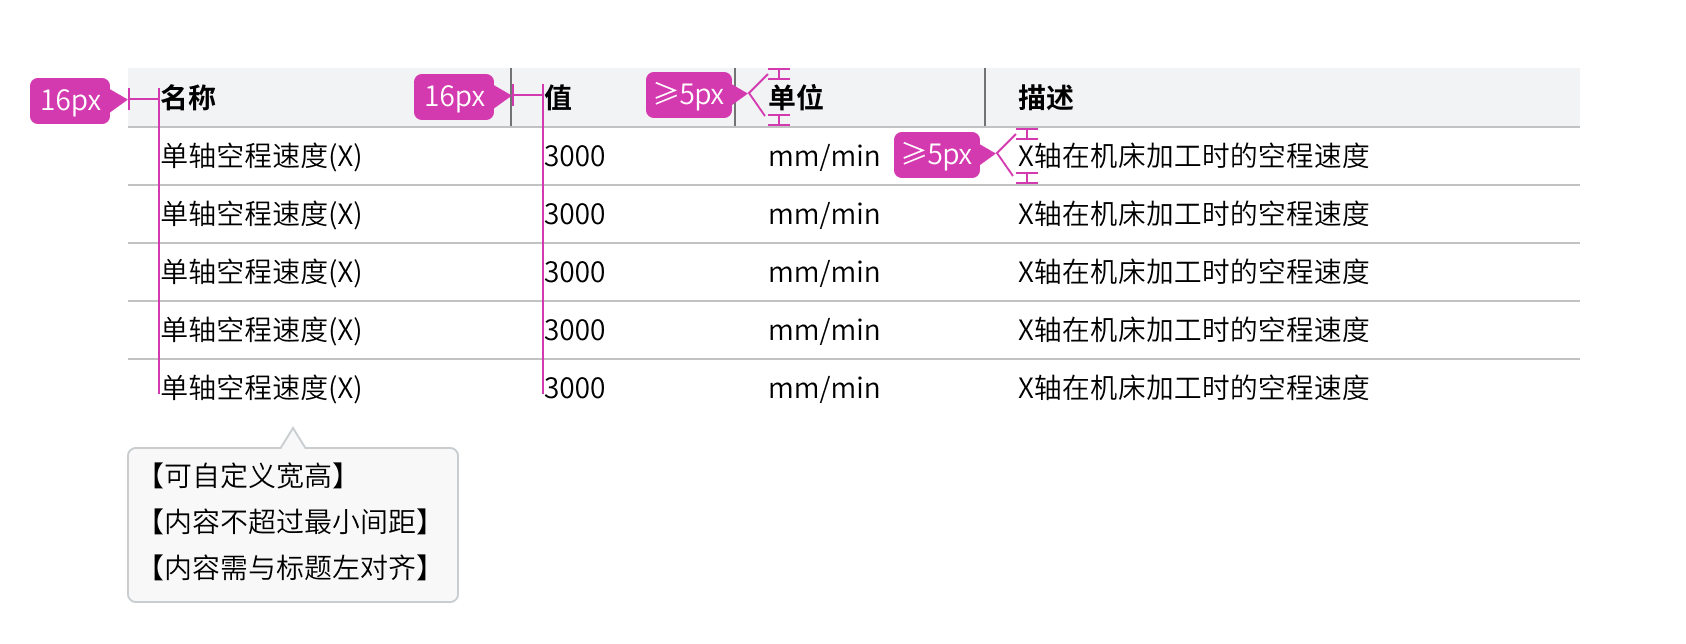 16px 名称 16px 值 ≥5px 单位 描述
单轴空程速度(X) 3000 mm/min ≥5px X轴在机床加工时的空程速度
单轴空程速度(X) 3000 mm/min X轴在机床加工时的空程速度
单轴空程速度(X) 3000 mm/min X轴在机床加工时的空程速度
单轴空程速度(X) 3000 mm/min X轴在机床加工时的空程速度
单轴空程速度(X) 3000 mm/min X轴在机床加工时的空程速度
【可自定义宽高】
【内容不超过最小间距】
【内容需与标题左对齐】